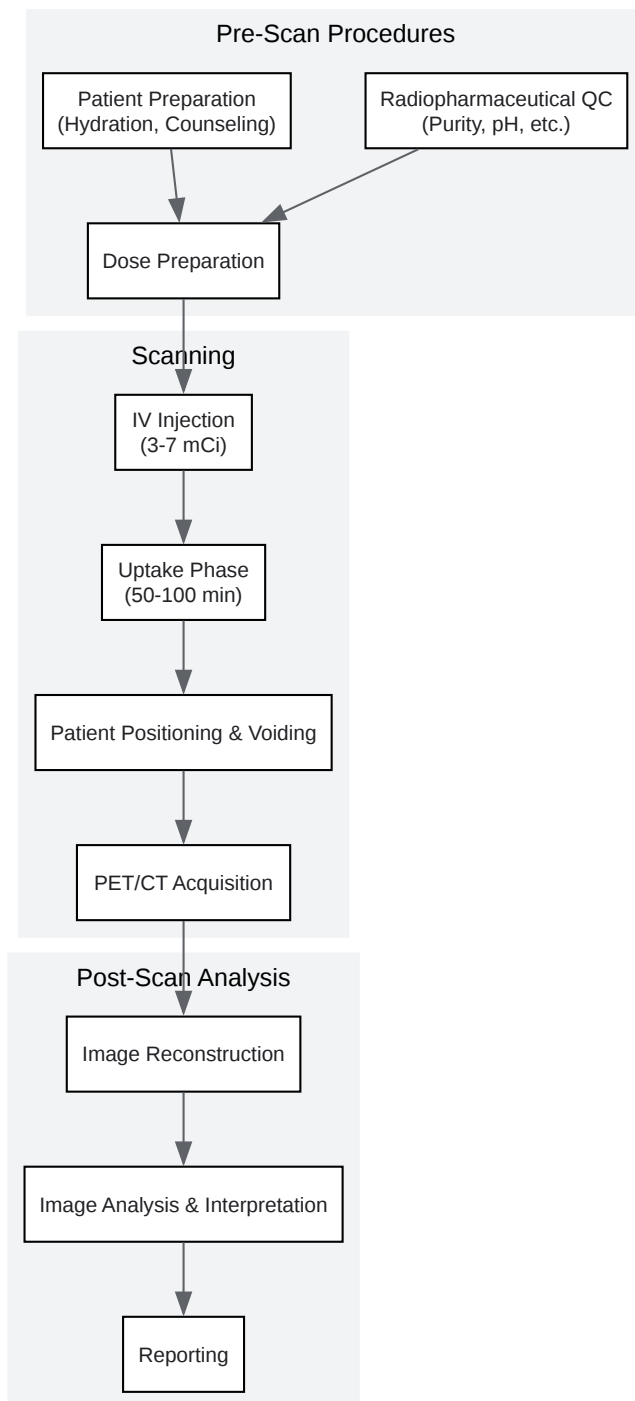 Pre-Scan Procedures
Patient Preparation
(Hydration, Counseling)
Radiopharmaceutical QC
(Purity, pH, etc.)
Dose Preparation
Scanning
IV Injection
(3-7 mCi)
Uptake Phase
(50-100 min)
Patient Positioning & Voiding
PET/CT Acquisition
Post-Scan Analysis
Image Reconstruction
Image Analysis & Interpretation
Reporting